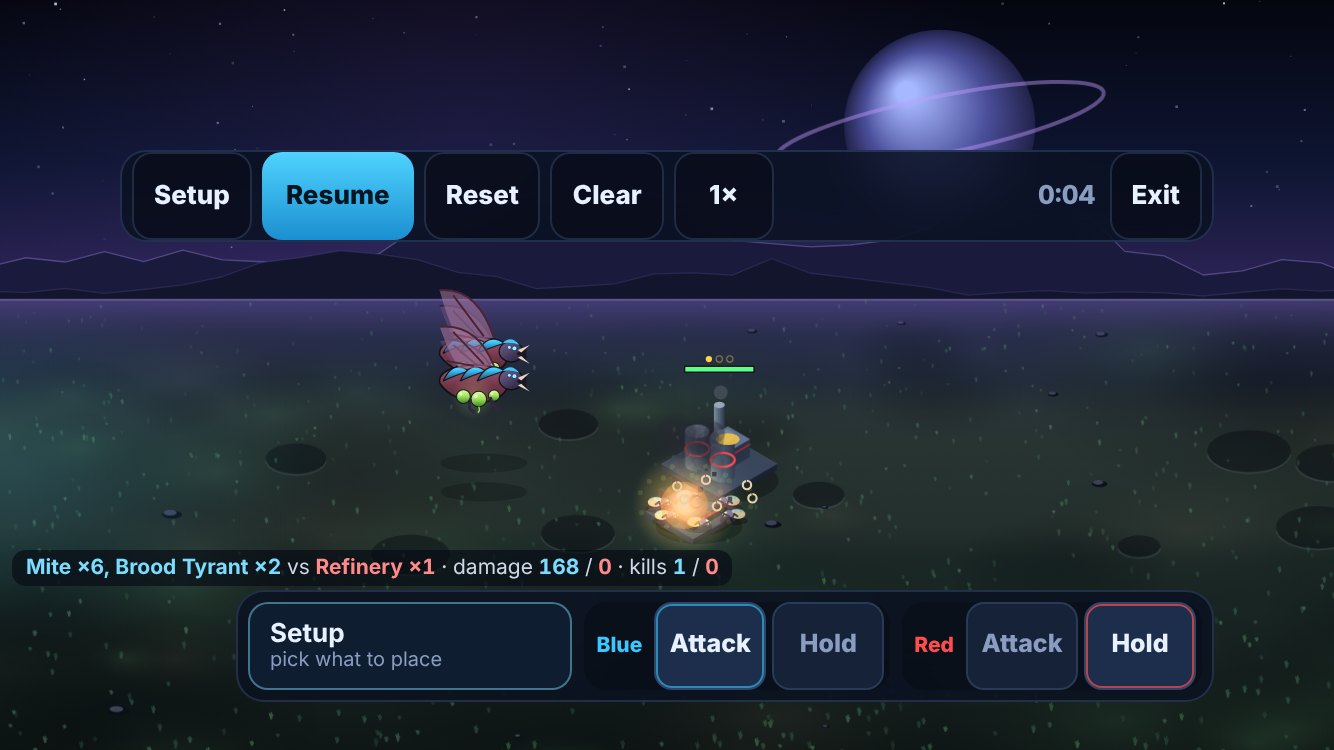 Setup Resume Reset Clear 1× 0:04 Exit
Mite ×6, Brood Tyrant ×2 vs Refinery ×1 · damage 168 / 0 · kills 1 / 0
Setup
pick what to place
Blue Attack Hold Red Attack Hold